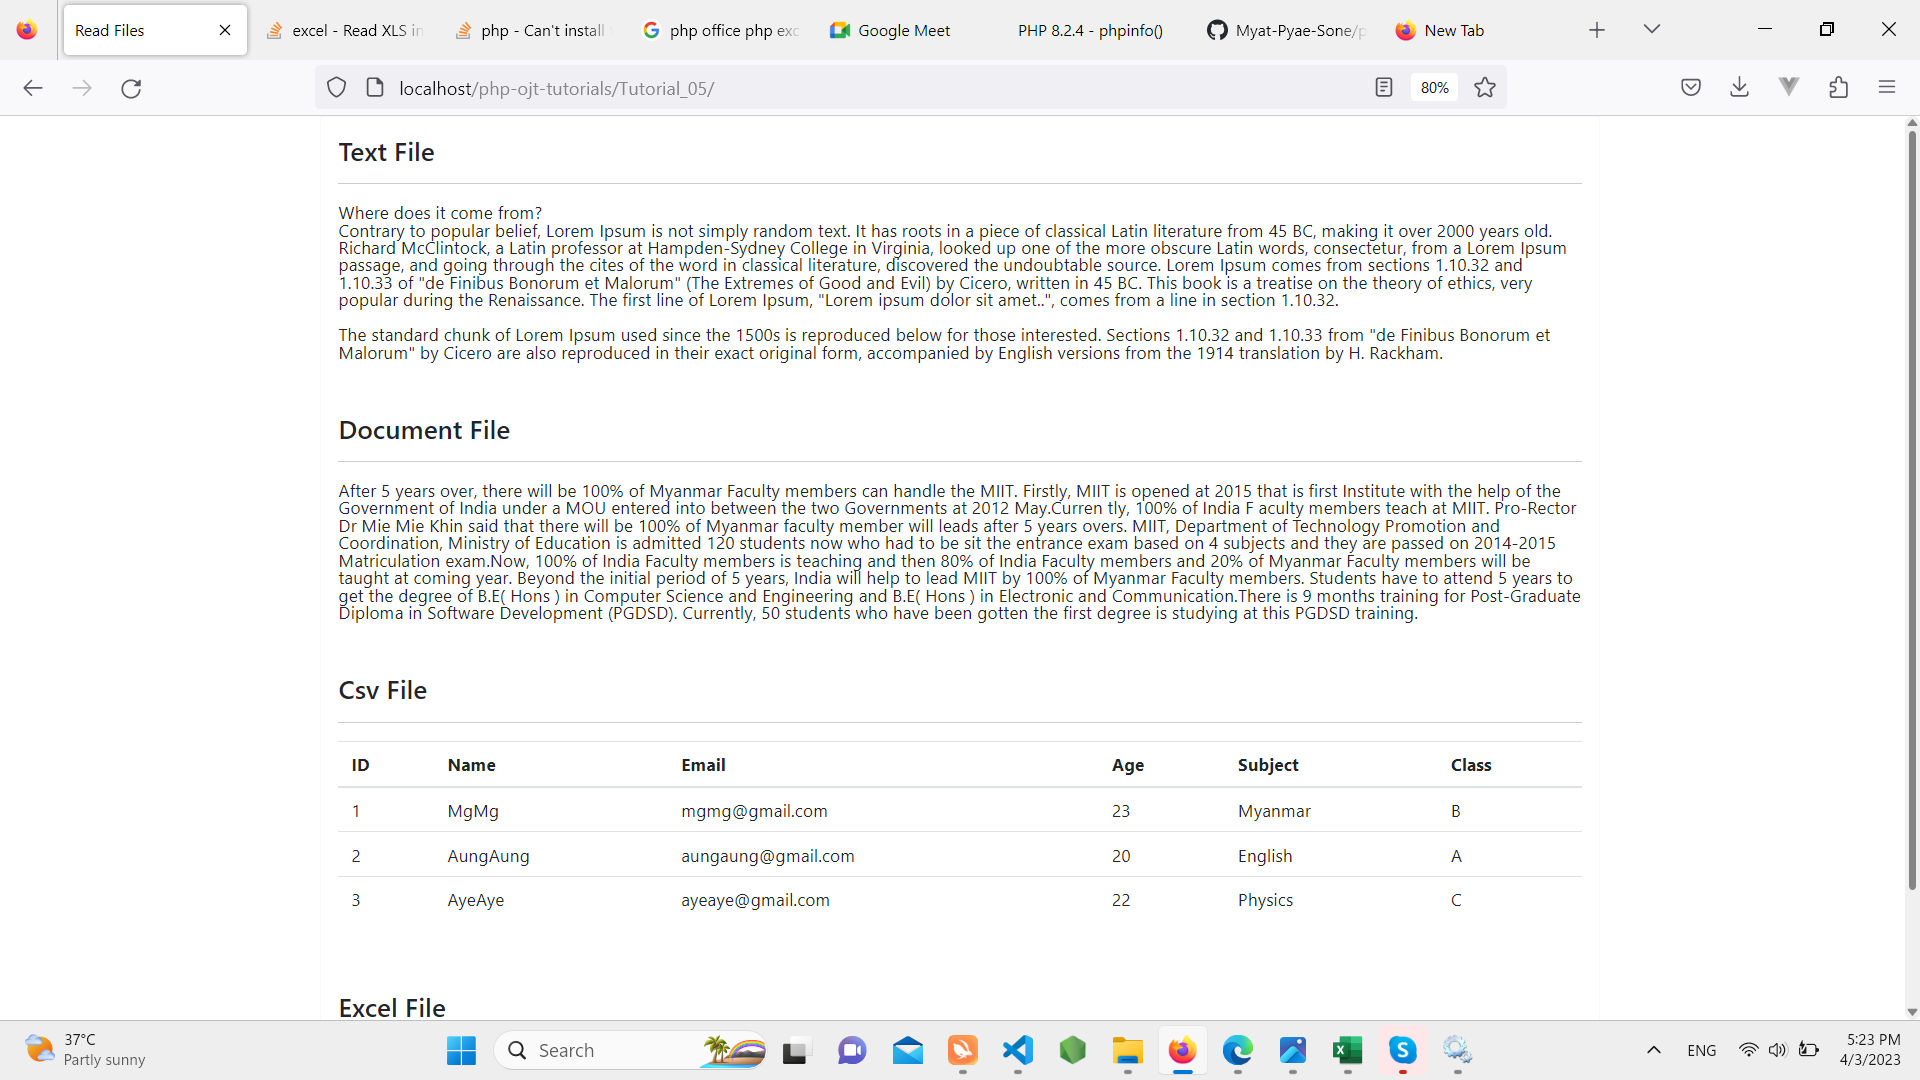 Read Files
excel - Read XLS in
php - Can't install
php office php exc
Google Meet
PHP 8.2.4 - phpinfo()
Myat-Pyae-Sone/p
New Tab
localhost/php-ojt-tutorials/Tutorial_05/
80%
Text File
Where does it come from?
Contrary to popular belief, Lorem Ipsum is not simply random text. It has roots in a piece of classical Latin literature from 45 BC, making it over 2000 years old.
Richard McClintock, a Latin professor at Hampden-Sydney College in Virginia, looked up one of the more obscure Latin words, consectetur, from a Lorem Ipsum
passage, and going through the cites of the word in classical literature, discovered the undoubtable source. Lorem Ipsum comes from sections 1.10.32 and
1.10.33 of "de Finibus Bonorum et Malorum" (The Extremes of Good and Evil) by Cicero, written in 45 BC. This book is a treatise on the theory of ethics, very
popular during the Renaissance. The first line of Lorem Ipsum, "Lorem ipsum dolor sit amet..", comes from a line in section 1.10.32.
The standard chunk of Lorem Ipsum used since the 1500s is reproduced below for those interested. Sections 1.10.32 and 1.10.33 from "de Finibus Bonorum et
Malorum" by Cicero are also reproduced in their exact original form, accompanied by English versions from the 1914 translation by H. Rackham.
Document File
After 5 years over, there will be 100% of Myanmar Faculty members can handle the MIIT. Firstly, MIIT is opened at 2015 that is first Institute with the help of the
Government of India under a MOU entered into between the two Governments at 2012 May.Curren tly, 100% of India F aculty members teach at MIIT. Pro-Rector
Dr Mie Mie Khin said that there will be 100% of Myanmar faculty member will leads after 5 years overs. MIIT, Department of Technology Promotion and
Coordination, Ministry of Education is admitted 120 students now who had to be sit the entrance exam based on 4 subjects and they are passed on 2014-2015
Matriculation exam.Now, 100% of India Faculty members is teaching and then 80% of India Faculty members and 20% of Myanmar Faculty members will be
taught at coming year. Beyond the initial period of 5 years, India will help to lead MIIT by 100% of Myanmar Faculty members. Students have to attend 5 years to
get the degree of B.E( Hons ) in Computer Science and Engineering and B.E( Hons ) in Electronic and Communication.There is 9 months training for Post-Graduate
Diploma in Software Development (PGDSD). Currently, 50 students who have been gotten the first degree is studying at this PGDSD training.
Csv File
ID Name Email Age Subject Class
1 MgMg mgmg@gmail.com 23 Myanmar B
2 AungAung aungaung@gmail.com 20 English A
3 AyeAye ayeaye@gmail.com 22 Physics C
Excel File
37°C
Partly sunny
Search
ENG
5:23 PM
4/3/2023